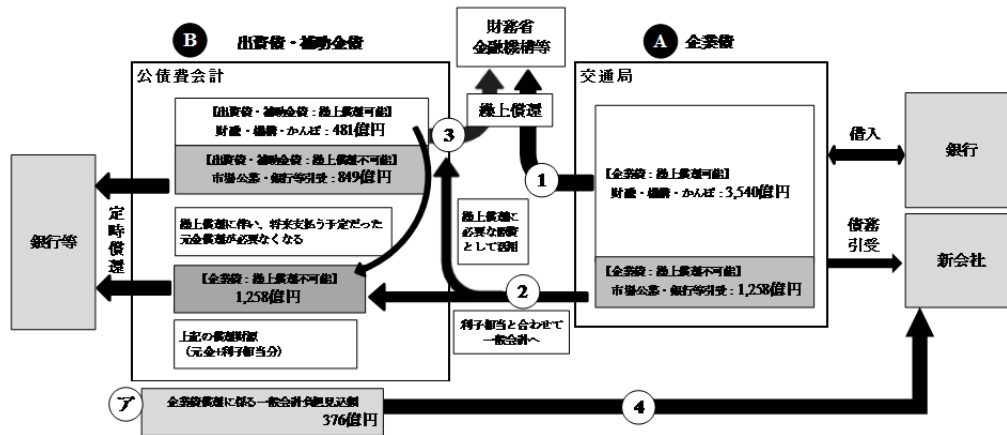 B 出資債・補助金債
公債費会計
【出資債・補助金債：繰上償還可能】
財融・機構・かんぽ：481億円
【出資債・補助金債：繰上償還不可能】
市場公募・銀行等引受：849億円
繰上償還に伴い、将来支払う予定だった
元金償還が必要なくなる
【企業債：繰上償還不可能】
1,258億円
上記の償還財源
（元金+利子相当分）
銀行等
定時償還
財務省
金融機構等
繰上償還
3
1
繰上償還に
必要な財源
として活用
2
利子相当と合わせて
一般会計へ
A 企業債
交通局
【企業債：繰上償還可能】
財融・機構・かんぽ：3,540億円
【企業債：繰上償還不可能】
市場公募・銀行等引受：1,258億円
借入
銀行
債務
引受
新会社
ア
企業債償還に係る一般会計負担見込額
376億円
4